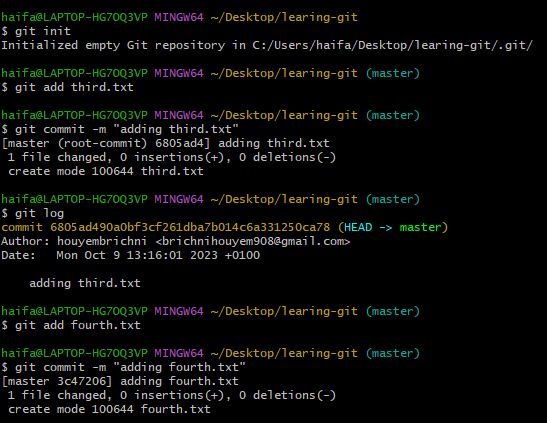 haifa@LAPTOP-HG7OQ3VP MINGW64 ~/Desktop/learing-git
$ git init
Initialized empty Git repository in C:/Users/haifa/Desktop/learing-git/.git/
haifa@LAPTOP-HG7OQ3VP MINGW64 ~/Desktop/learing-git (master)
$ git add third.txt
haifa@LAPTOP-HG7OQ3VP MINGW64 ~/Desktop/learing-git (master)
$ git commit -m "adding third.txt"
[master (root-commit) 6805ad4] adding third.txt
 1 file changed, 0 insertions(+), 0 deletions(-)
 create mode 100644 third.txt
haifa@LAPTOP-HG7OQ3VP MINGW64 ~/Desktop/learing-git (master)
$ git log
commit 6805ad490a0bf3cf261dba7b014c6a331250ca78 (HEAD -> master)
Author: houyembrichni <brichnihouyem908@gmail.com>
Date:   Mon Oct 9 13:16:01 2023 +0100
    adding third.txt
haifa@LAPTOP-HG7OQ3VP MINGW64 ~/Desktop/learing-git (master)
$ git add fourth.txt
haifa@LAPTOP-HG7OQ3VP MINGW64 ~/Desktop/learing-git (master)
$ git commit -m "adding fourth.txt"
[master 3c47206] adding fourth.txt
 1 file changed, 0 insertions(+), 0 deletions(-)
 create mode 100644 fourth.txt